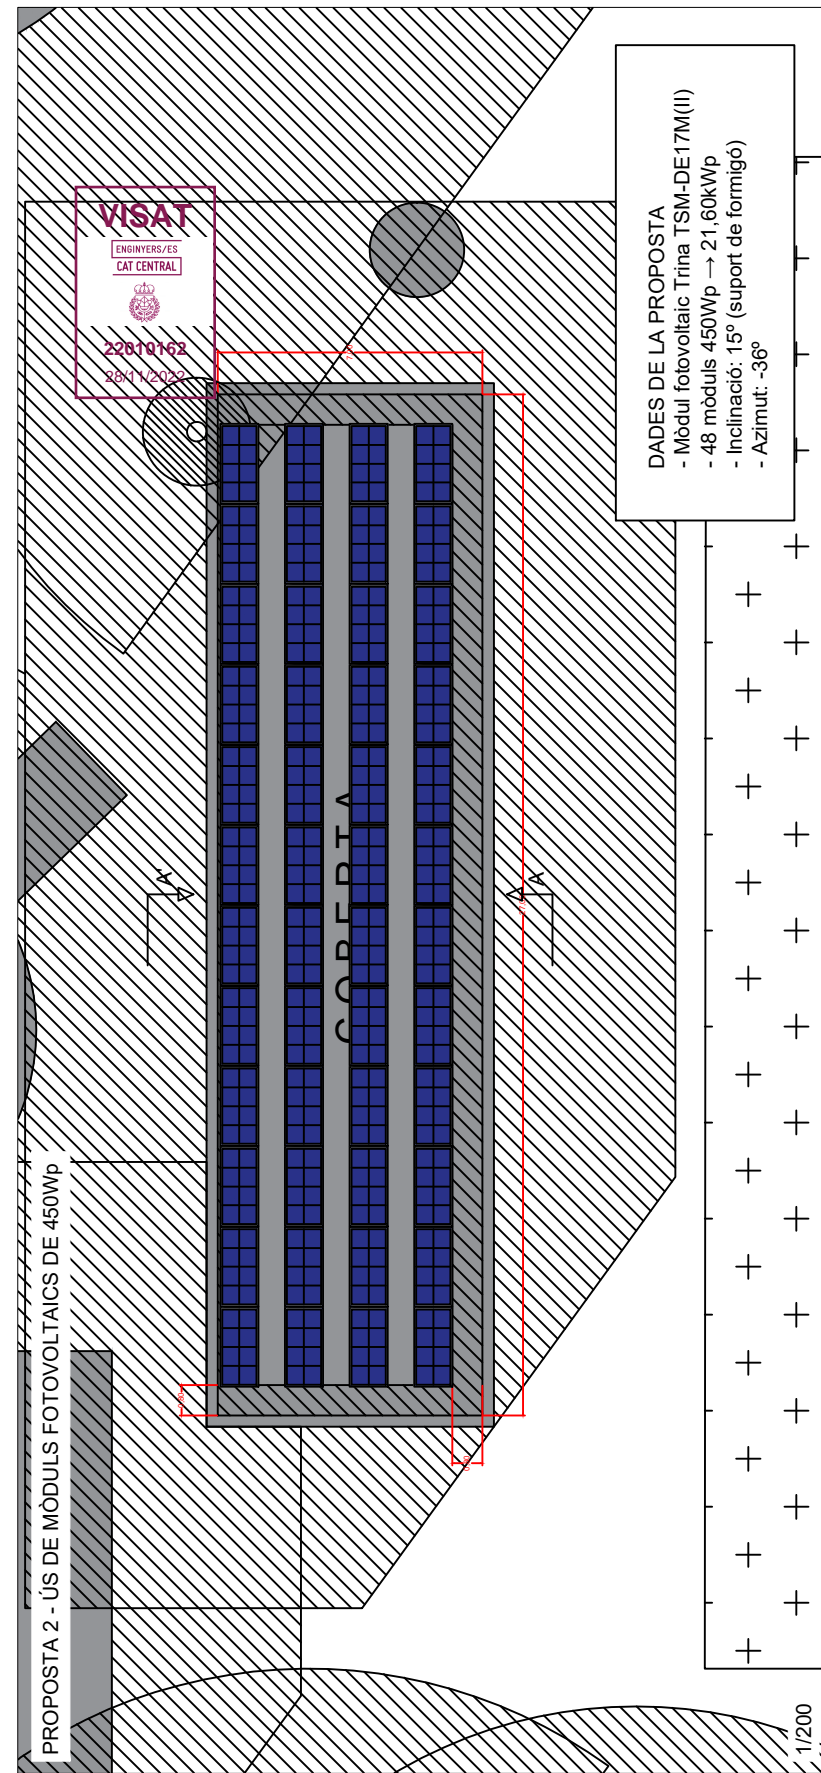 PROPOSTA 2 - ÚS DE MÒDULS FOTOVOLTAICS DE 450Wp
VISAT
ENGINYERS/ES
CAT CENTRAL
22010162
28/11/2022
DADES DE LA PROPOSTA
- Mòdul fotovoltaic Trina TSM-DE17M(II)
- 48 mòduls 450Wp → 21,60kWp
- Inclinació: 15º (suport de formigó)
- Azimut: -36º
COBERTA
A'
A
1/200